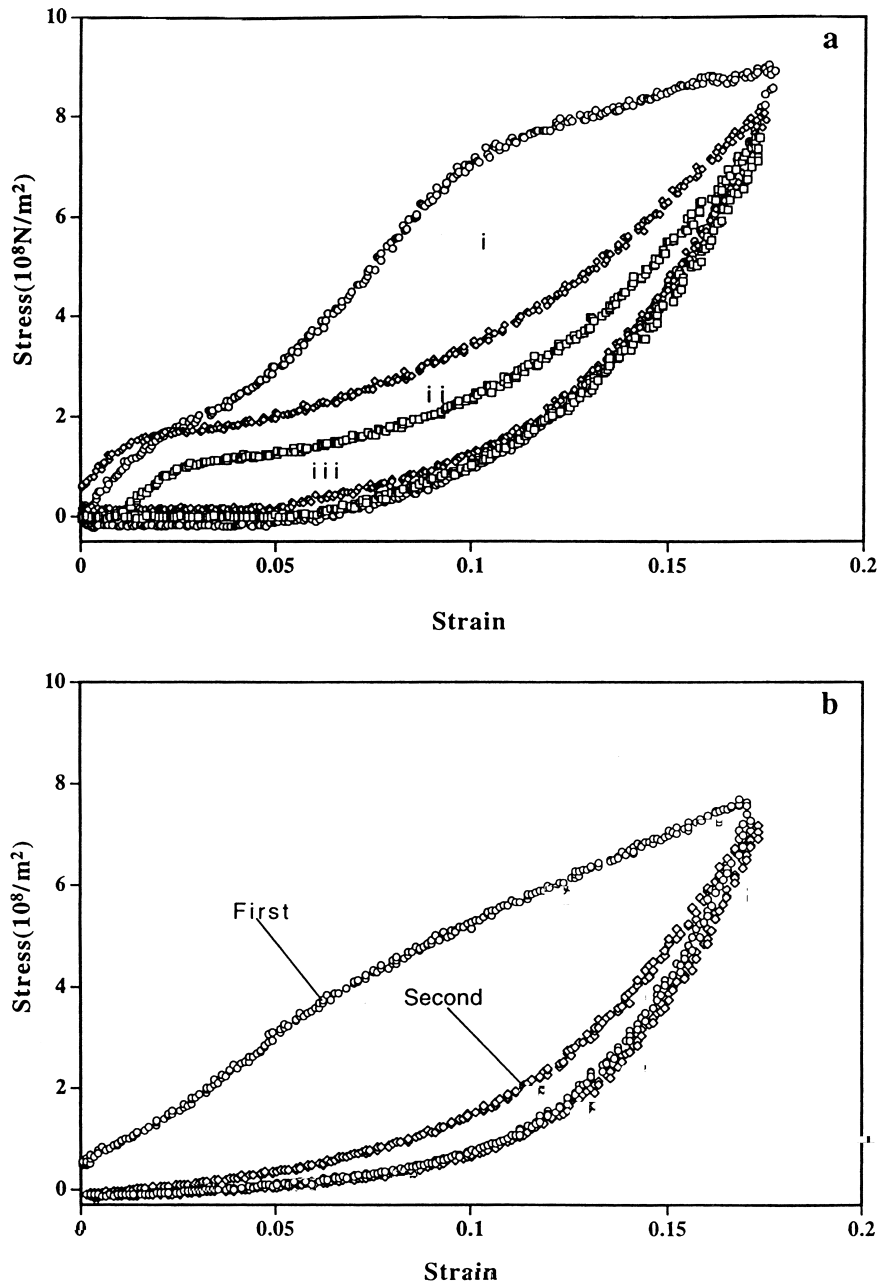 a
10
8
6
4
2
0
Stress(10⁸N/m²)
i
ii
iii
0 0.05 0.1 0.15 0.2
Strain
b
10
8
6
4
2
0
Stress(10⁸/m²)
First
Second
0 0.05 0.1 0.15 0.2
Strain